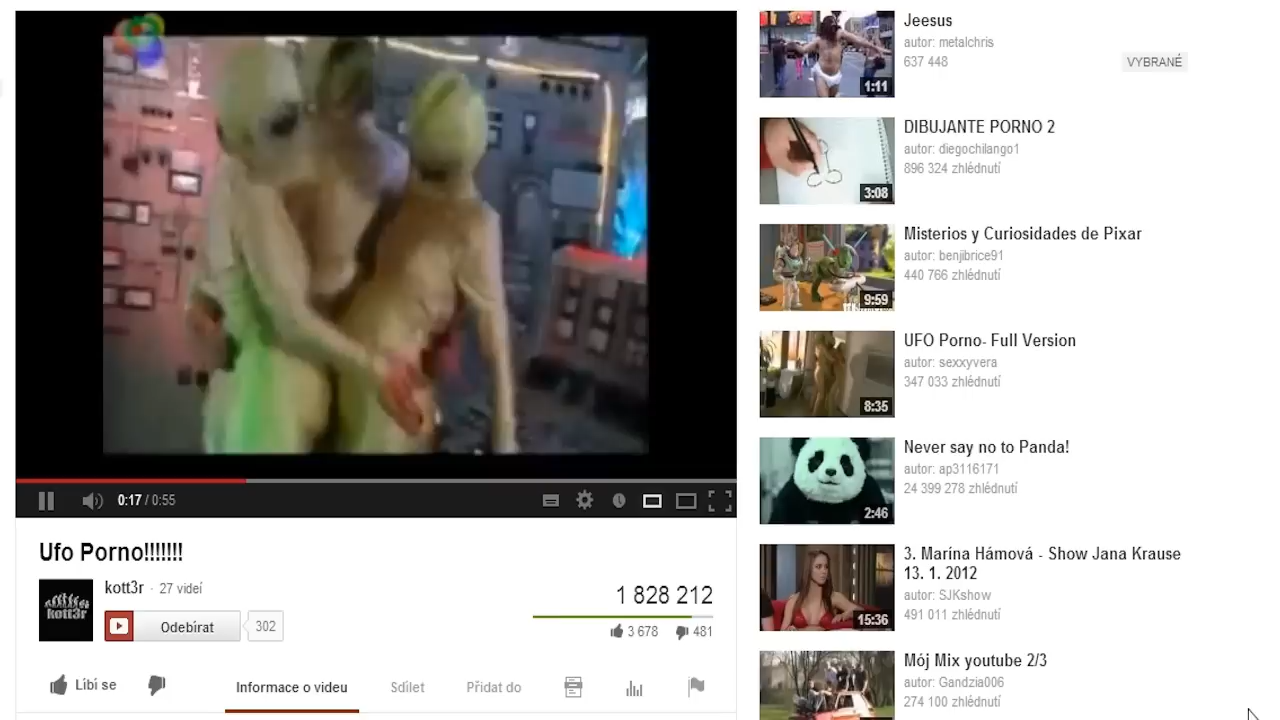 0:17 / 0:55
Ufo Porno!!!!!!!
kott3r · 27 videí
kott3r
Odebírat
302
1 828 212
3 678
481
Líbí se
Informace o videu
Sdílet
Přidat do
Jeesus
autor: metalchris
637 448
VYBRANÉ
1:11
DIBUJANTE PORNO 2
autor: diegochilango1
896 324 zhlédnutí
3:08
Misterios y Curiosidades de Pixar
autor: benjibrice91
440 766 zhlédnutí
9:59
UFO Porno- Full Version
autor: sexxyvera
347 033 zhlédnutí
8:35
Never say no to Panda!
autor: ap3116171
24 399 278 zhlédnutí
2:46
3. Marína Hámová - Show Jana Krause
13. 1. 2012
autor: SJKshow
491 011 zhlédnutí
15:36
Mój Mix youtube 2/3
autor: Gandzia006
274 100 zhlédnutí